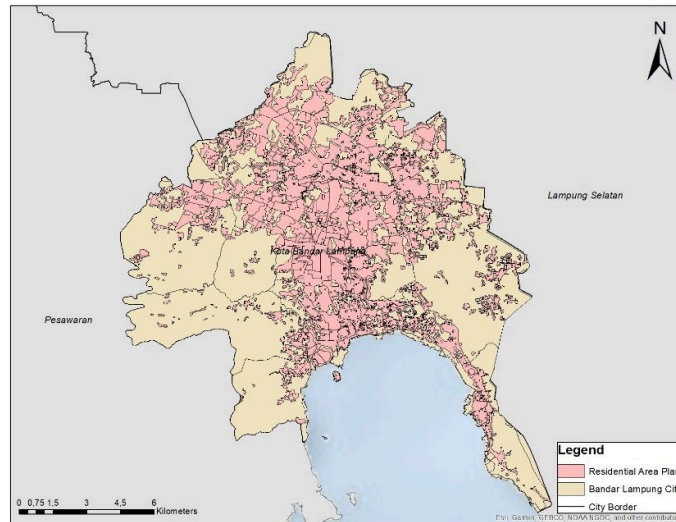 N
Lampung Selatan
Kota Bandar Lampung
Pesawaran
Legend
Residential Area Plan
Bandar Lampung City
City Border
0 0,75 1,5 3 4,5 6
Kilometers
Esri, Garmin, GEBCO, NOAA NGDC, and other contributors